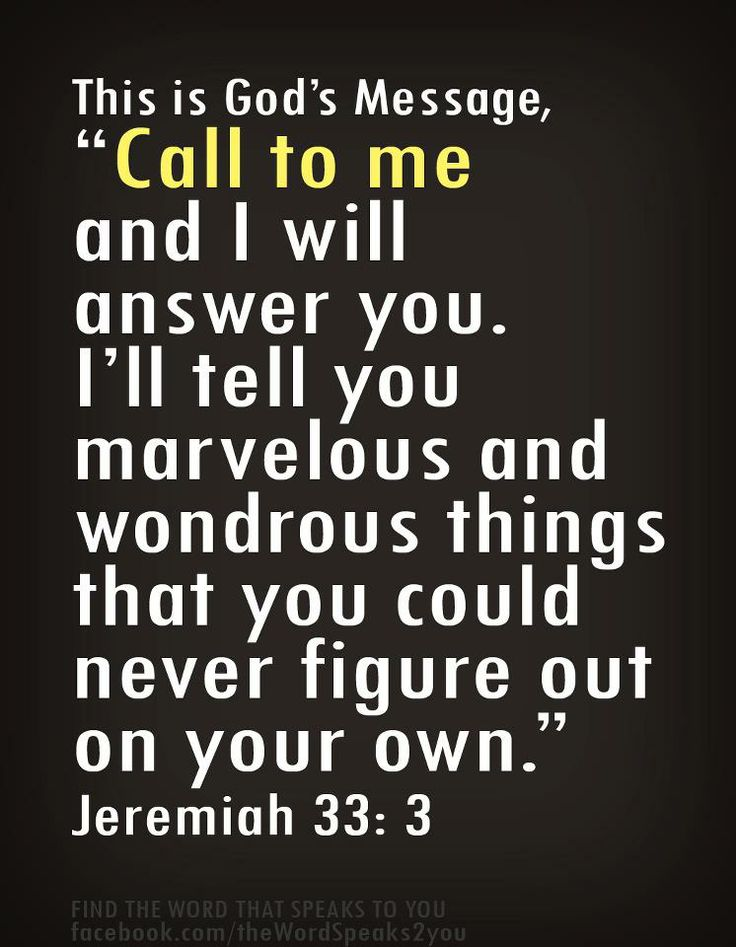 This is God’s Message,
“Call to me
and I will
answer you.
I’ll tell you
marvelous and
wondrous things
that you could
never figure out
on your own.”
Jeremiah 33: 3
FIND THE WORD THAT SPEAKS TO YOU
facebook.com/theWordSpeaks2you